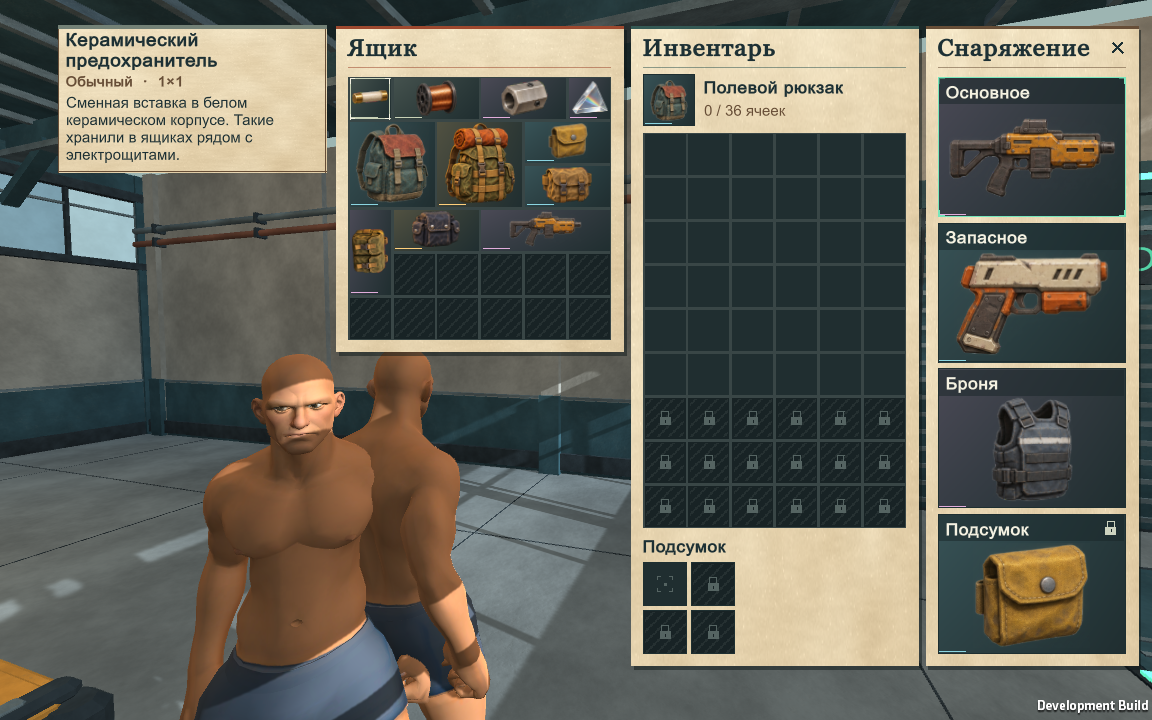 Керамический
предохранитель
Обычный · 1×1
Сменная вставка в белом
керамическом корпусе. Такие
хранили в ящиках рядом с
электрощитами.
Ящик
Инвентарь
Полевой рюкзак
0 / 36 ячеек
Подсумок
Снаряжение
Основное
Запасное
Броня
Подсумок
Development Build